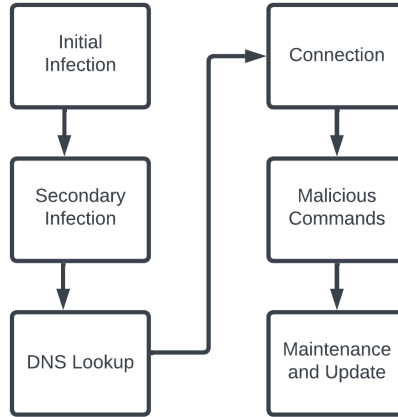 Initial
Infection
Secondary
Infection
DNS Lookup
Connection
Malicious
Commands
Maintenance
and Update